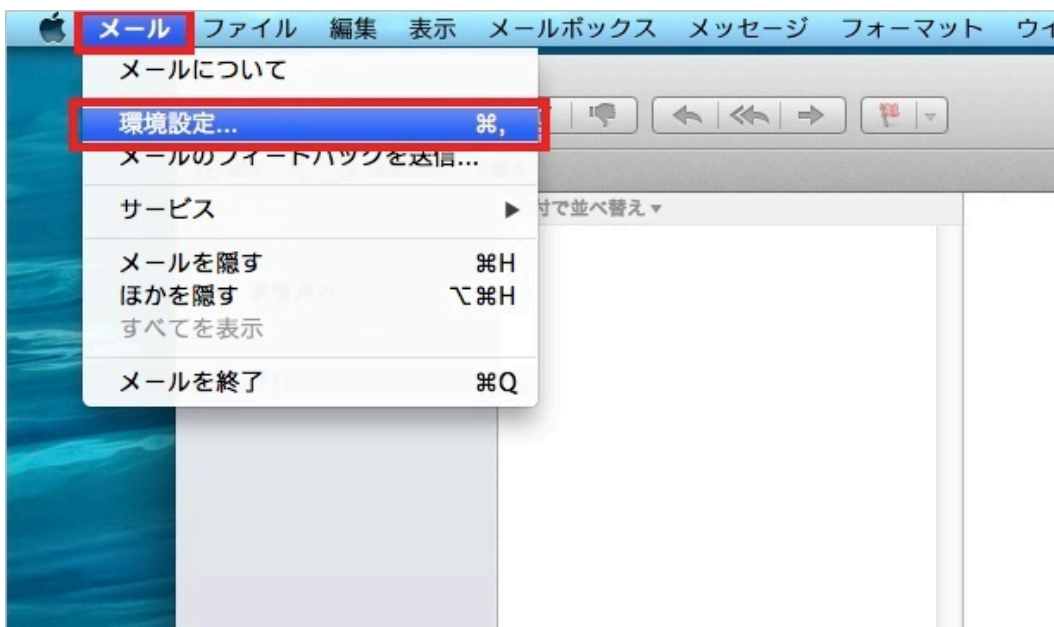 メール ファイル 編集 表示 メールボックス メッセージ フォーマット ウイ
メールについて
環境設定... ⌘,
メールのフィードバックを送信...
サービス ▶
付で並べ替え ▼
メールを隠す ⌘H
ほかを隠す ⌥⌘H
すべてを表示
メールを終了 ⌘Q